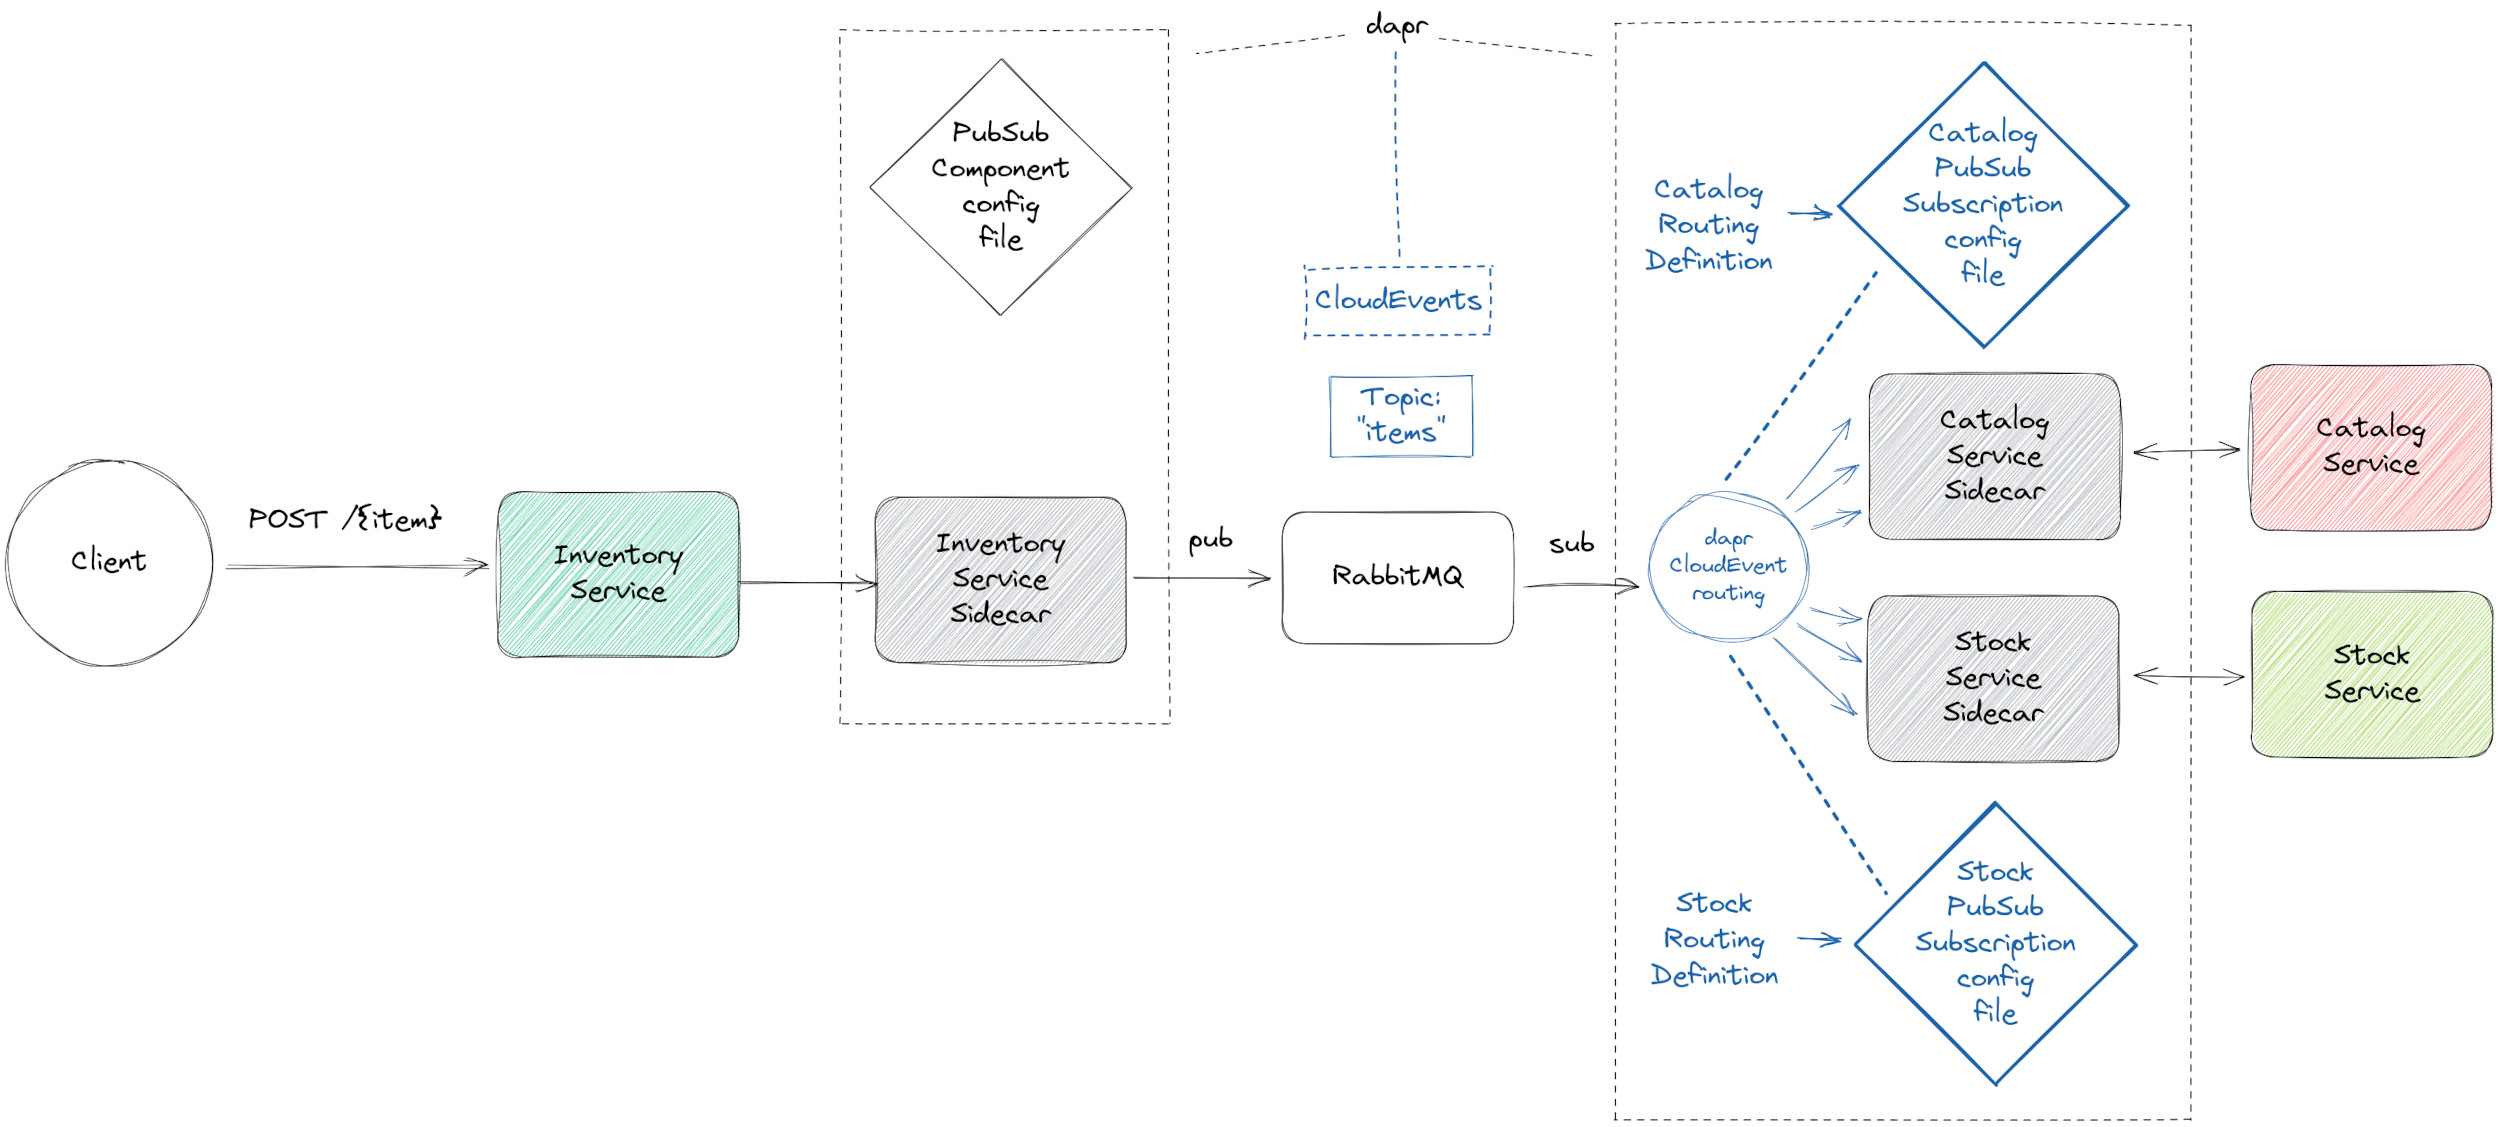 dapr
PubSub
Component
config
file
Catalog
PubSub
Subscription
config
file
Catalog
Routing
Definition
CloudEvents
Topic:
"items"
Client
POST /{item}
Inventory
Service
Inventory
Service
Sidecar
pub
RabbitMQ
sub
dapr
CloudEvent
routing
Catalog
Service
Sidecar
Catalog
Service
Stock
Service
Sidecar
Stock
Service
Stock
Routing
Definition
Stock
PubSub
Subscription
config
file